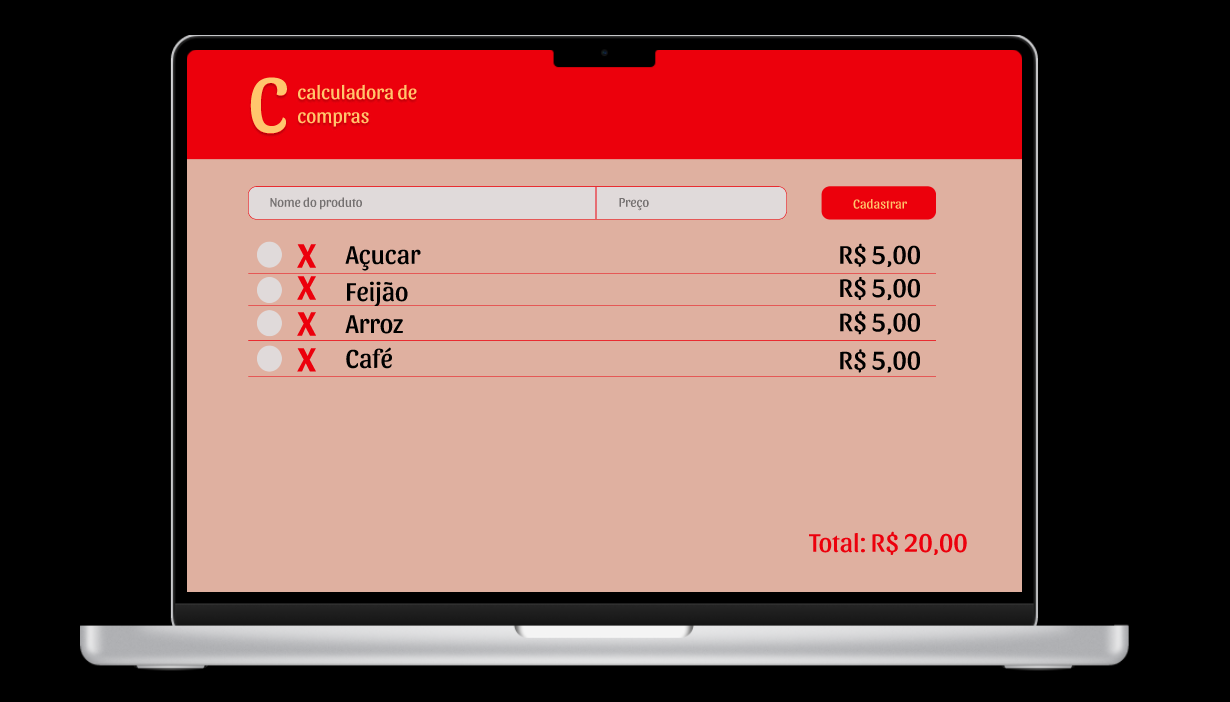 C calculadora de
compras
Nome do produto Preço Cadastrar
X Açucar R$ 5,00
X Feijão R$ 5,00
X Arroz R$ 5,00
X Café R$ 5,00
Total: R$ 20,00